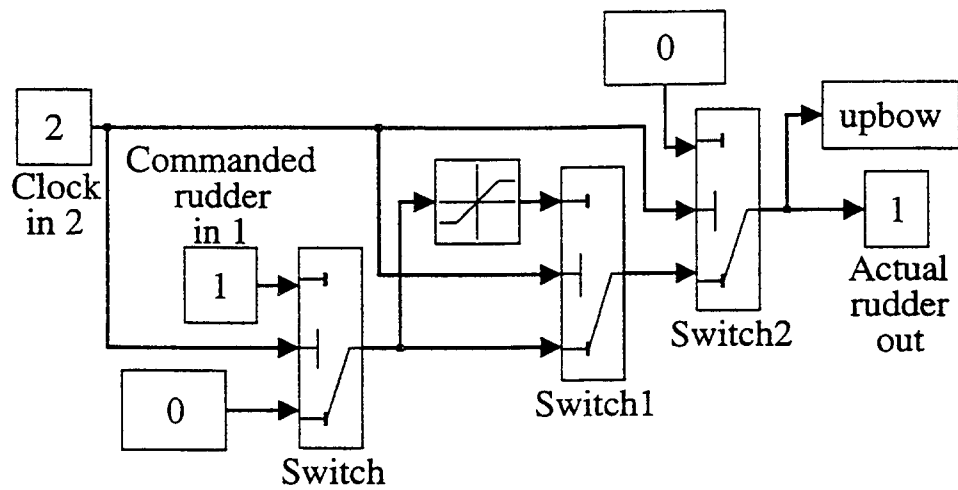 0
2
upbow
Clock
in 2
Commanded
rudder
in 1
1
1
Actual
rudder
out
Switch2
Switch1
0
Switch